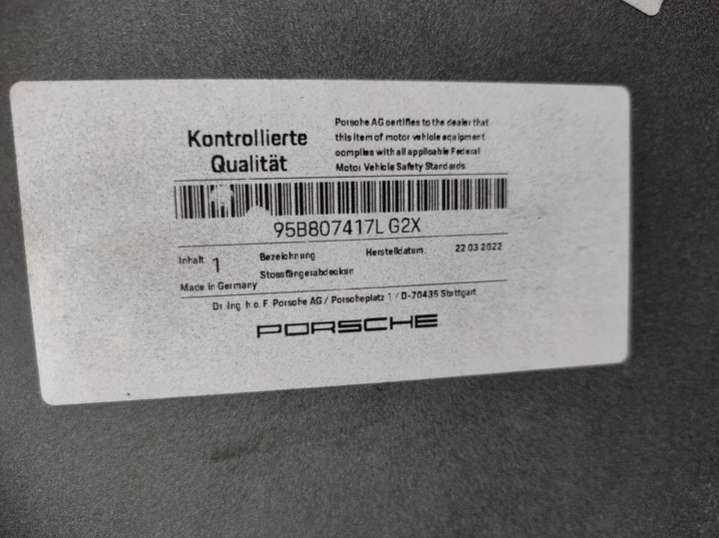 Kontrollierte
Qualität
Porsche AG certifies to the dealer that
this item of motor vehicle equipment
complies with all applicable Federal
Motor Vehicle Safety Standards
95B807417L G2X
Inhalt 1 Bezeichnung Herstelldatum 22 03 2022
Stossfängerabdeckun
Made in Germany
Dr. Ing. h.c. F. Porsche AG / Porscheplatz 1 / D-70435 Stuttgart
PORSCHE